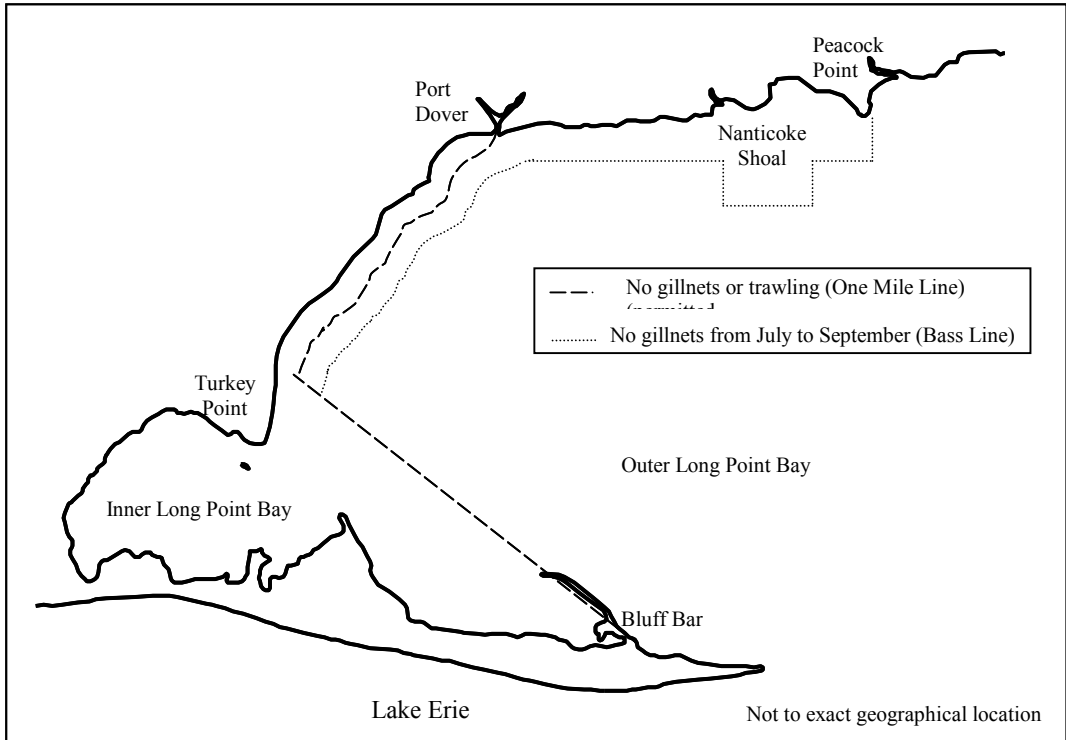 Peacock
Point
Port
Dover
Nanticoke
Shoal
No gillnets or trawling (One Mile Line)
No gillnets from July to September (Bass Line)
Turkey
Point
Outer Long Point Bay
Inner Long Point Bay
Bluff Bar
Lake Erie
Not to exact geographical location